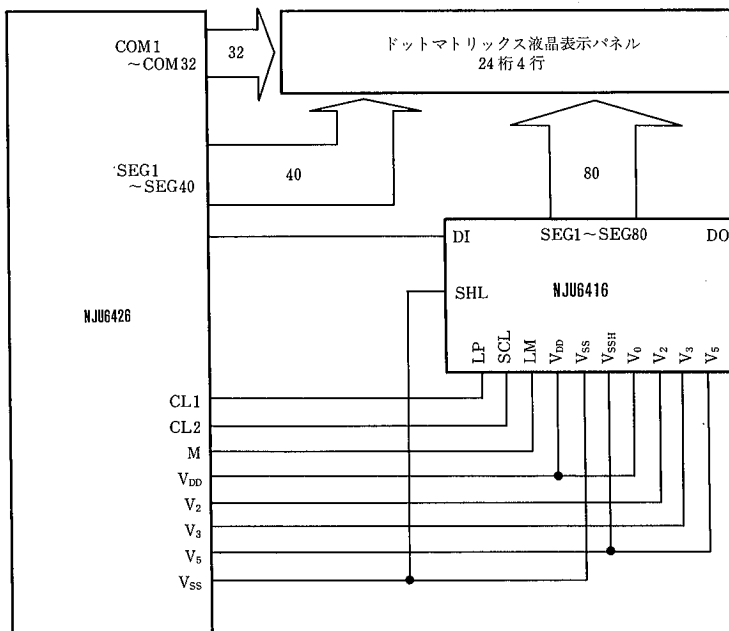 COM1
～COM32
32
ドットマトリックス液晶表示パネル
24桁4行
SEG1
～SEG40
40
80
DI
SEG1～SEG80
DO
SHL
NJU6416
NJU6426
LP
SCL
LM
VDD
VSS
VSSH
V0
V2
V3
V5
CL1
CL2
M
VDD
V2
V3
V5
VSS